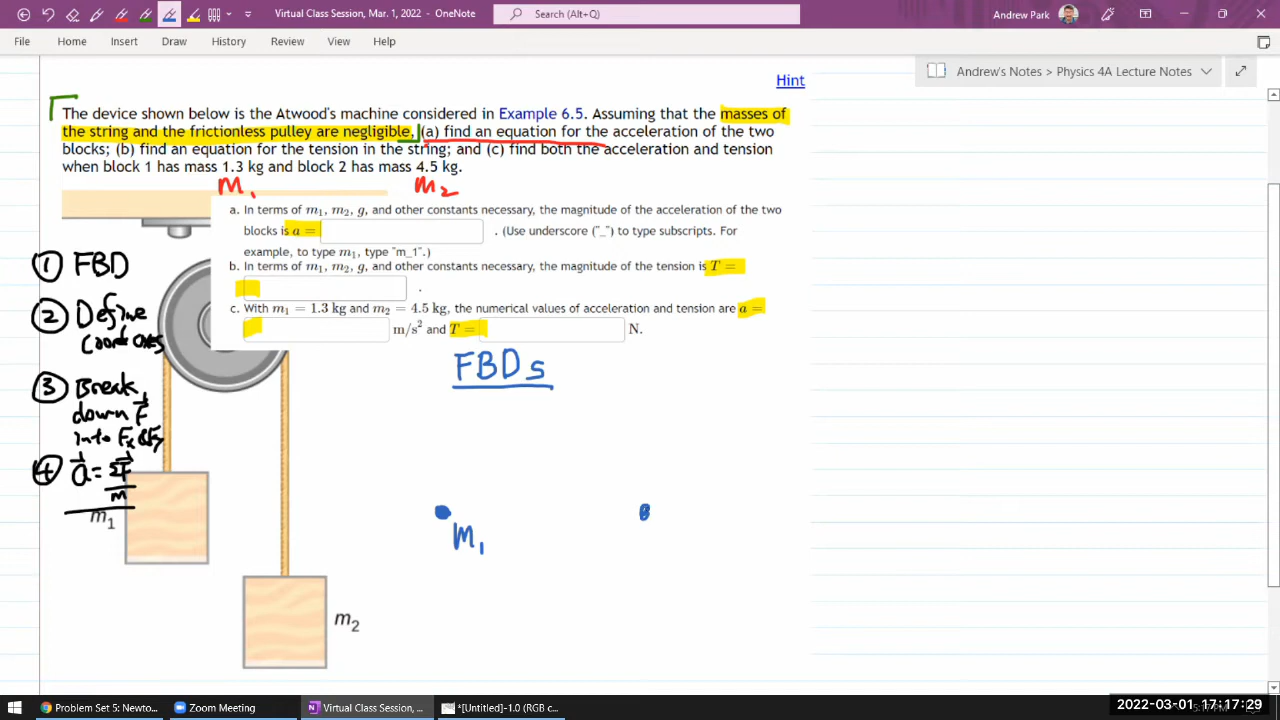 Virtual Class Session, Mar. 1, 2022 - OneNote
Search (Alt+Q)
Andrew Park
File Home Insert Draw History Review View Help
Andrew's Notes > Physics 4A Lecture Notes
Hint
The device shown below is the Atwood's machine considered in Example 6.5. Assuming that the masses of
the string and the frictionless pulley are negligible, (a) find an equation for the acceleration of the two
blocks; (b) find an equation for the tension in the string; and (c) find both the acceleration and tension
when block 1 has mass 1.3 kg and block 2 has mass 4.5 kg.
M₁ M₂
a. In terms of m₁, m₂, g, and other constants necessary, the magnitude of the acceleration of the two
blocks is a = . (Use underscore ("_") to type subscripts. For
example, to type m₁, type "m_1".)
b. In terms of m₁, m₂, g, and other constants necessary, the magnitude of the tension is T =
.
c. With m₁ = 1.3 kg and m₂ = 4.5 kg, the numerical values of acceleration and tension are a =
m/s² and T = N.
① FBD
② Define
Coord axes
③ Break
down F⃗
into Fx & Fy
④ a⃗ = ΣF⃗/m
FBDs
m₁
M₁
m₂
Problem Set 5: Newto...
Zoom Meeting
Virtual Class Session, ...
*[Untitled]-1.0 (RGB c...
2022-03-01 17:17:29